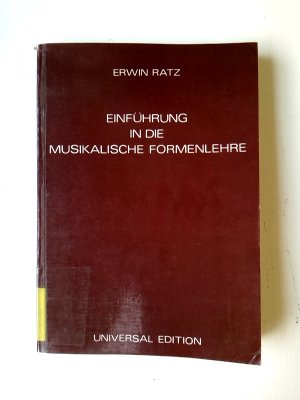 ERWIN RATZ
EINFÜHRUNG
IN DIE
MUSIKALISCHE FORMENLEHRE
UNIVERSAL EDITION